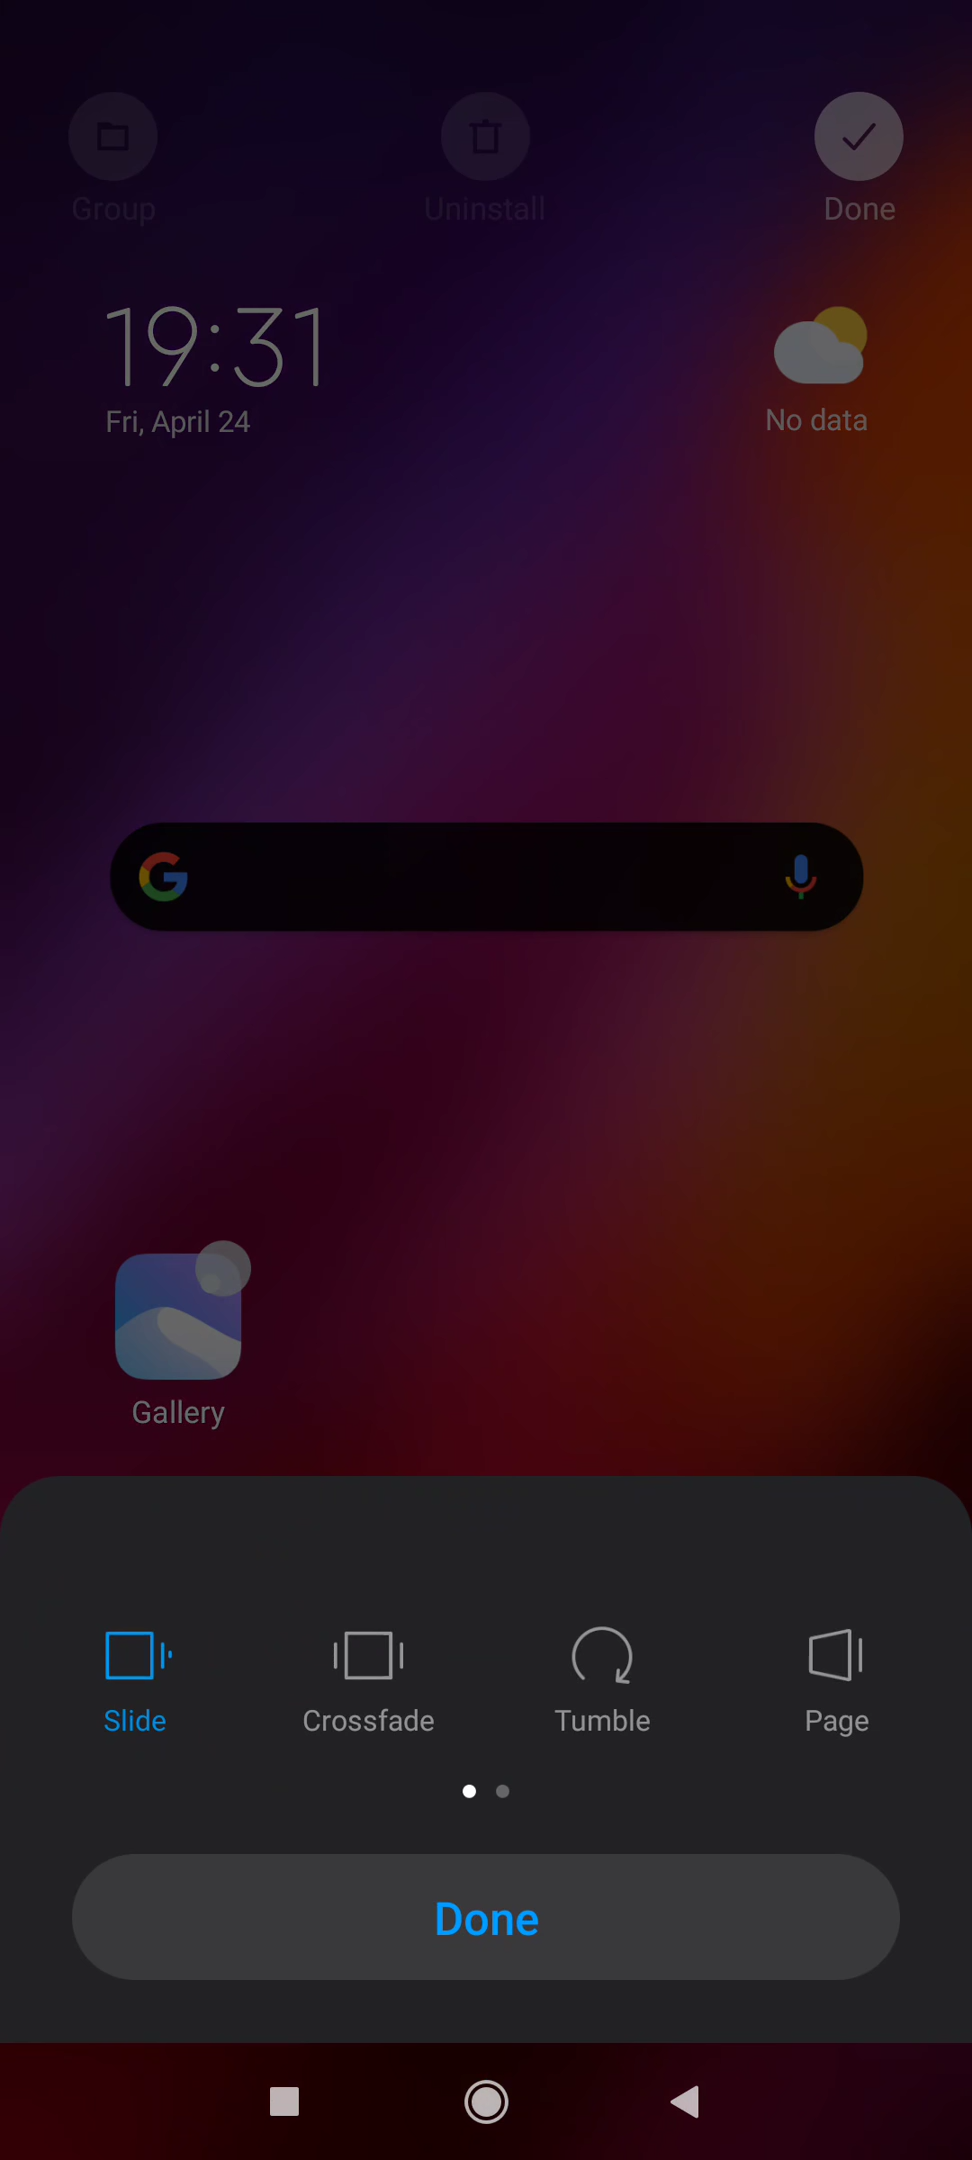 Group
Uninstall
Done
19:31
Fri, April 24
No data
Gallery
Slide
Crossfade
Tumble
Page
Done